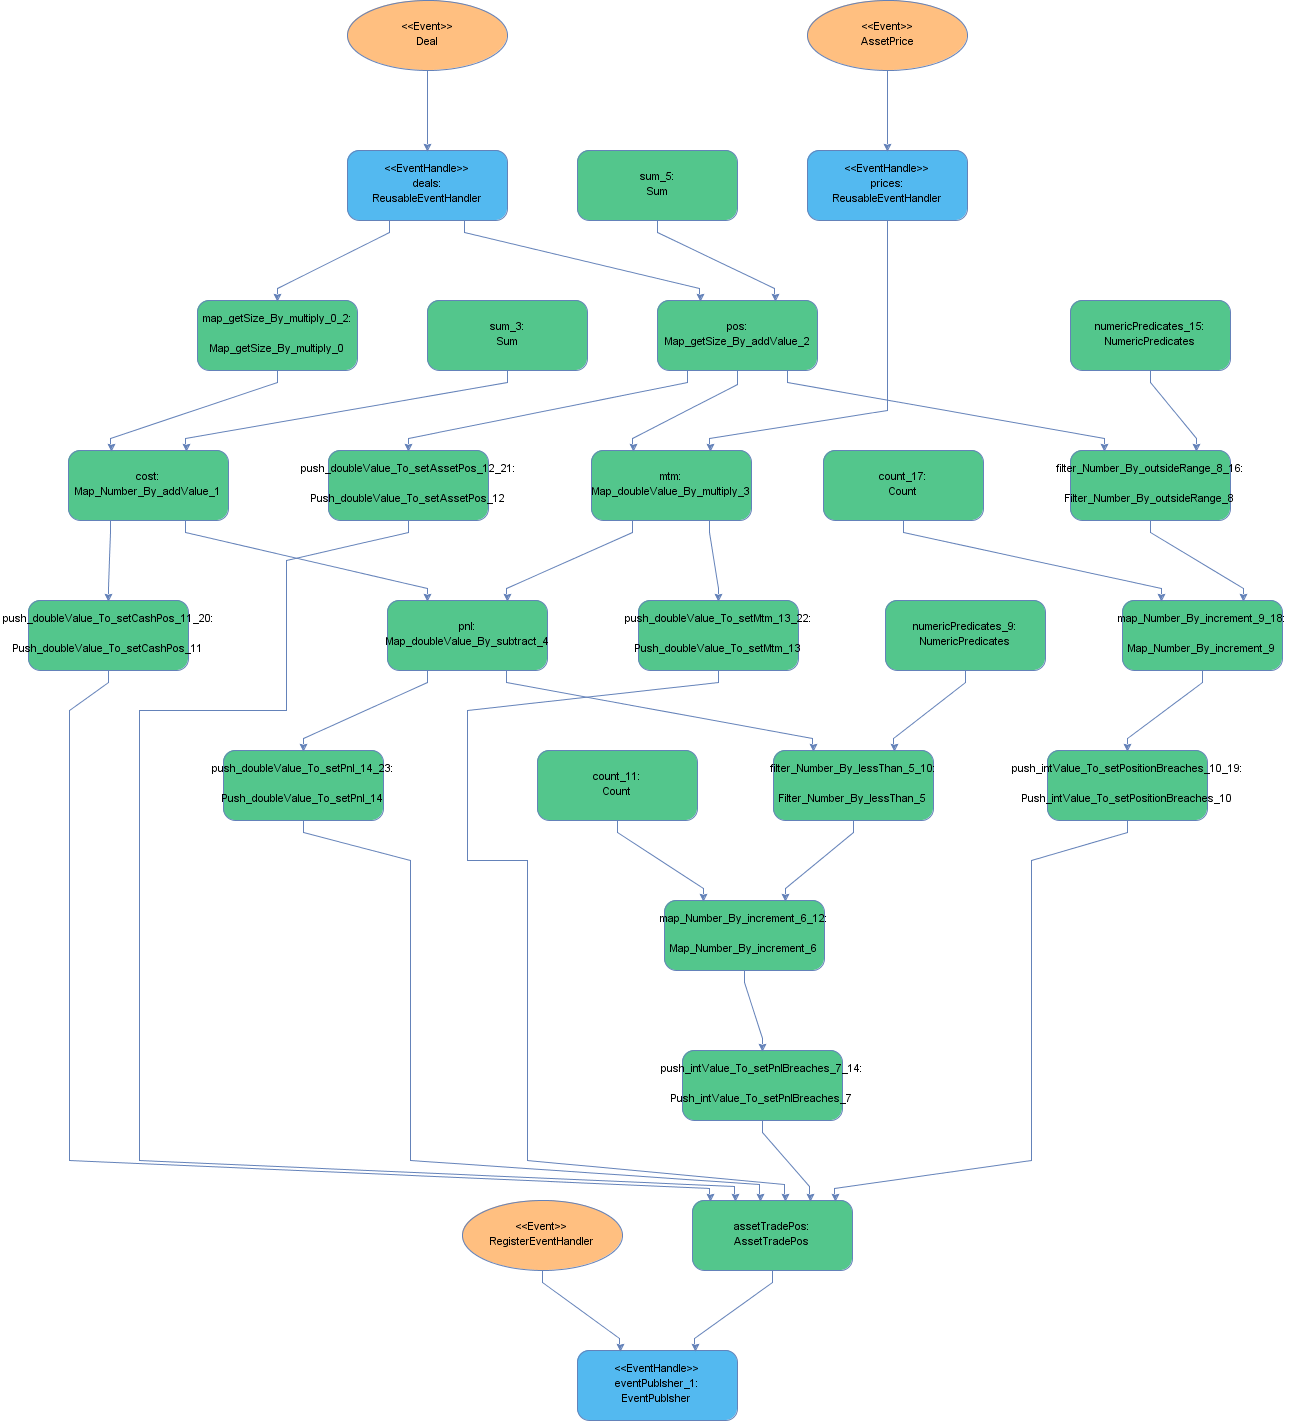 <<Event>>
Deal
<<Event>>
AssetPrice
<<EventHandle>>
deals:
ReusableEventHandler
sum_5:
Sum
<<EventHandle>>
prices:
ReusableEventHandler
map_getSize_By_multiply_0_2:
Map_getSize_By_multiply_0
sum_3:
Sum
pos:
Map_getSize_By_addValue_2
numericPredicates_15:
NumericPredicates
cost:
Map_Number_By_addValue_1
push_doubleValue_To_setAssetPos_12_21:
Push_doubleValue_To_setAssetPos_12
mtm:
Map_doubleValue_By_multiply_3
count_17:
Count
filter_Number_By_outsideRange_8_16:
Filter_Number_By_outsideRange_8
push_doubleValue_To_setCashPos_11_20:
Push_doubleValue_To_setCashPos_11
pnl:
Map_doubleValue_By_subtract_4
push_doubleValue_To_setMtm_13_22:
Push_doubleValue_To_setMtm_13
numericPredicates_9:
NumericPredicates
map_Number_By_increment_9_18:
Map_Number_By_increment_9
push_doubleValue_To_setPnl_14_23:
Push_doubleValue_To_setPnl_14
count_11:
Count
filter_Number_By_lessThan_5_10:
Filter_Number_By_lessThan_5
push_intValue_To_setPositionBreaches_10_19:
Push_intValue_To_setPositionBreaches_10
map_Number_By_increment_6_12:
Map_Number_By_increment_6
push_intValue_To_setPnlBreaches_7_14:
Push_intValue_To_setPnlBreaches_7
<<Event>>
RegisterEventHandler
assetTradePos:
AssetTradePos
<<EventHandle>>
eventPublsher_1:
EventPublsher